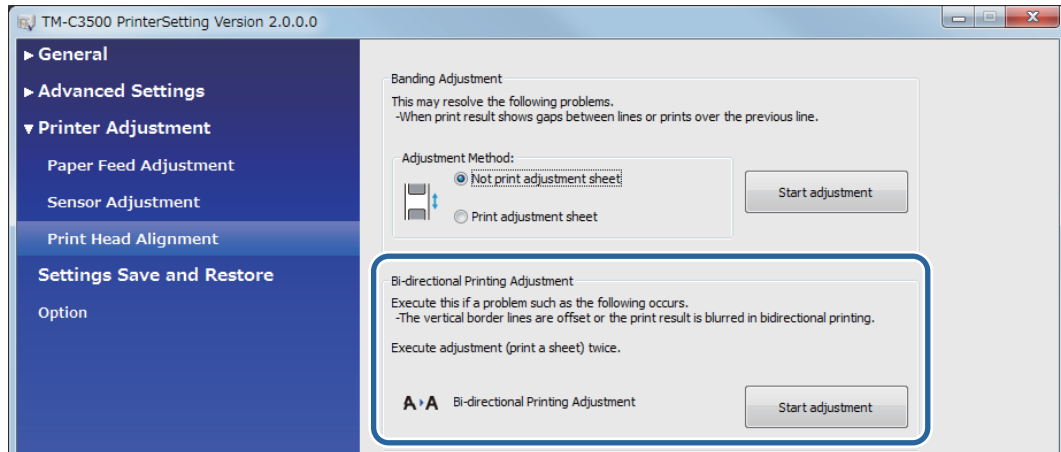 TM-C3500 PrinterSetting Version 2.0.0.0
General
Advanced Settings
Printer Adjustment
Paper Feed Adjustment
Sensor Adjustment
Print Head Alignment
Settings Save and Restore
Option
Banding Adjustment
This may resolve the following problems.
-When print result shows gaps between lines or prints over the previous line.
Adjustment Method:
Not print adjustment sheet
Print adjustment sheet
Start adjustment
Bi-directional Printing Adjustment
Execute this if a problem such as the following occurs.
-The vertical border lines are offset or the print result is blurred in bidirectional printing.
Execute adjustment (print a sheet) twice.
A A Bi-directional Printing Adjustment
Start adjustment